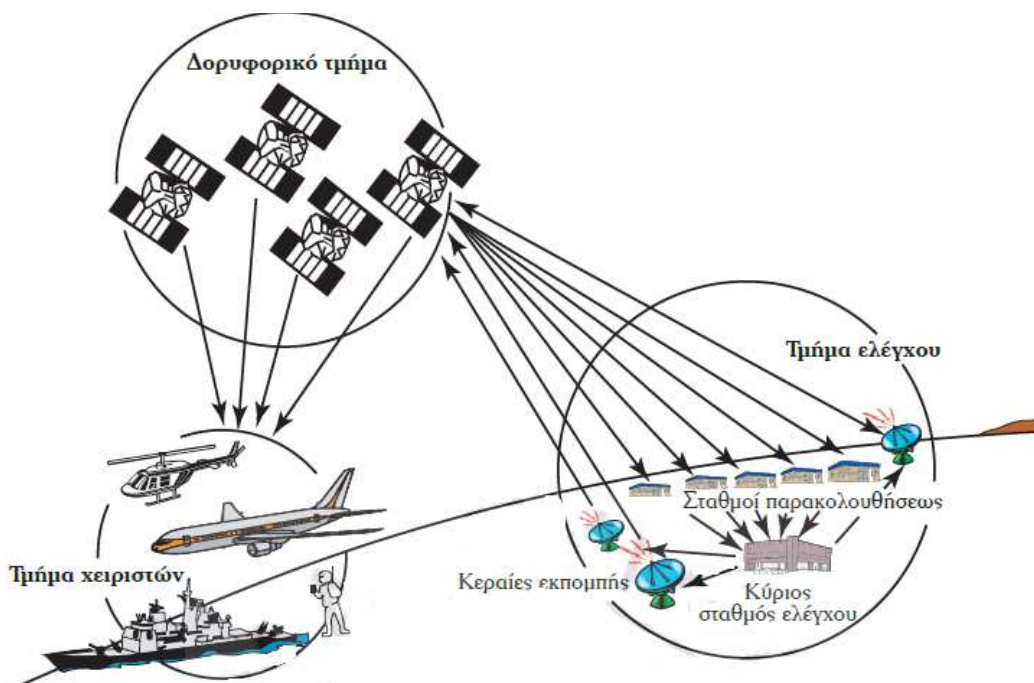 Δορυφορικό τμήμα
Τμήμα ελέγχου
Σταθμοί παρακολουθήσεως
Τμήμα χειριστών
Κεραίες εκπομπής
Κύριος
σταθμός ελέγχου